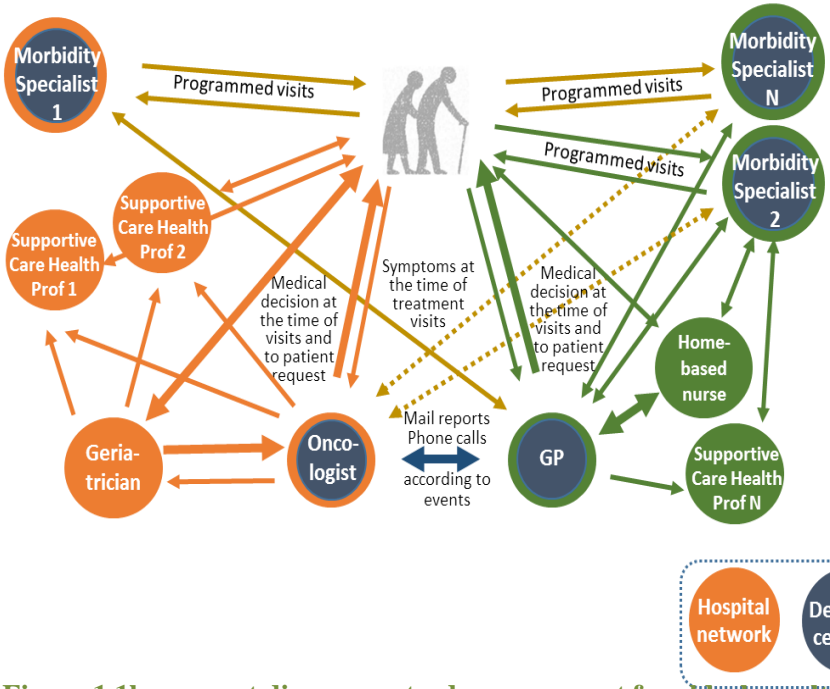 Morbidity
Specialist
1
Programmed visits
Programmed visits
Morbidity
Specialist
N
Programmed visits
Morbidity
Specialist
2
Supportive
Care Health
Prof 2
Supportive
Care Health
Prof 1
Medical
decision at
the time of
visits and
to patient
request
Symptoms at
the time of
treatment
visits
Medical
decision at
the time of
visits and
to patient
request
Home-
based
nurse
Geria-
trician
Onco-
logist
Mail reports
Phone calls
according to
events
GP
Supportive
Care Health
Prof N
Hospital
network